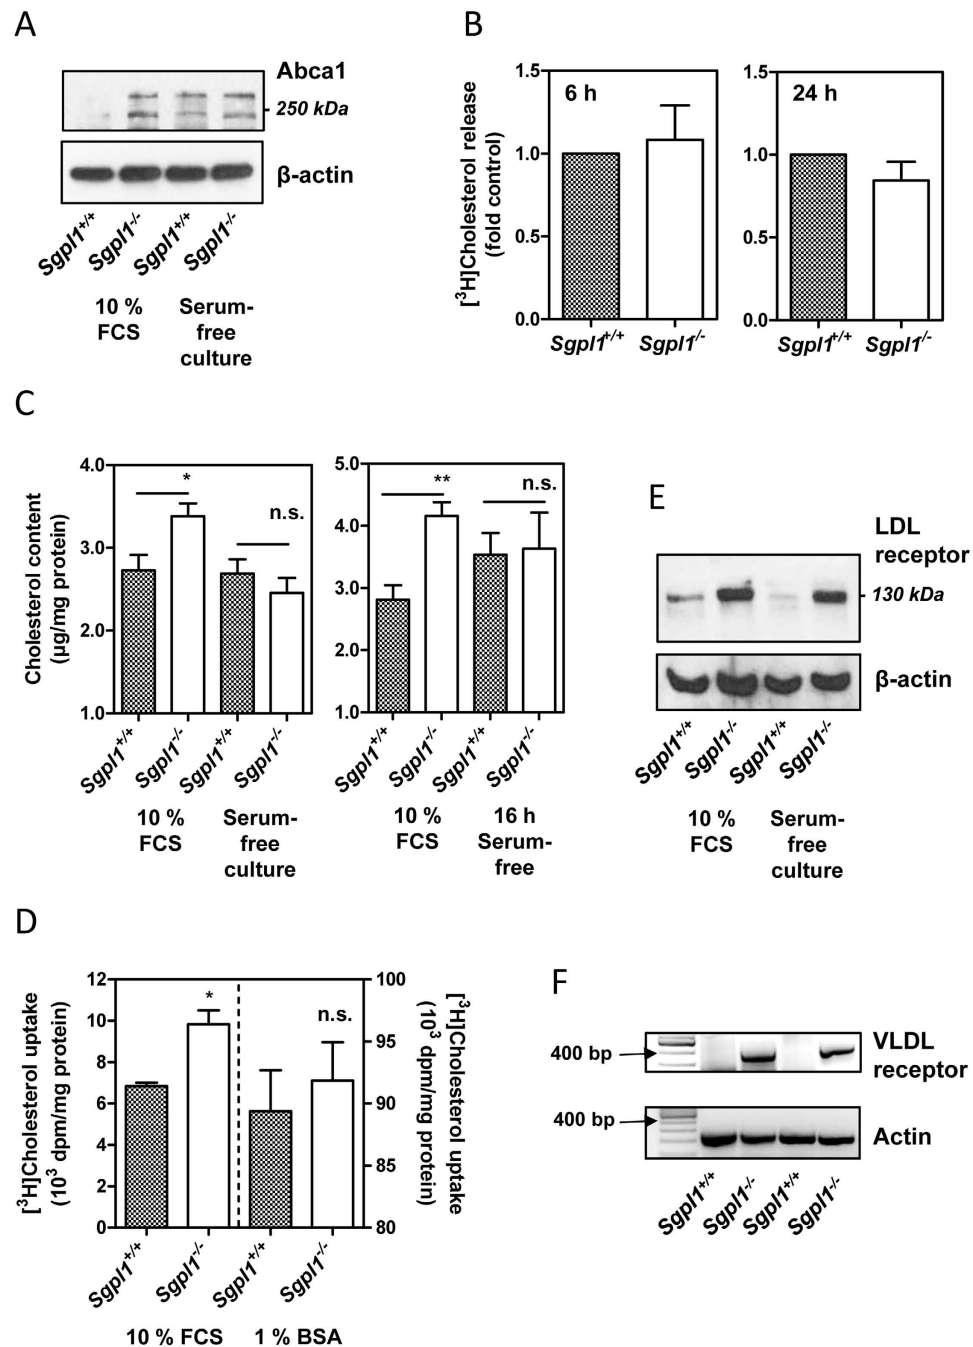 A
Abca1
250 kDa
β-actin
Sgpl1+/+
Sgpl1-/-
Sgpl1+/+
Sgpl1-/-
10 %
FCS
Serum-
free
culture
B
[3H]Cholesterol release
(fold control)
1.5
1.0
0.5
0.0
6 h
Sgpl1+/+
Sgpl1/-
1.5
1.0
0.5
0.0
24 h
Sgpl1+/+
Sgpl1/-
C
Cholesterol content
(µg/mg protein)
4.0
3.0
2.0
1.0
*
n.s.
Sgpl1+/+
Sgpl1-/-
Sgpl1+/+
Sgpl1-/-
10 %
FCS
Serum-
free
culture
5.0
4.0
3.0
2.0
1.0
**
n.s.
Sgpl1+/+
Sgpl1-/-
Sgpl1+/+
Sgpl1-/-
10 %
FCS
16 h
Serum-
free
E
LDL
receptor
130 kDa
β-actin
Sgpl1+/+
Sgpl1-/-
Sgpl1+/+
Sgpl1-/-
10 %
FCS
Serum-
free
culture
D
[3H]Cholesterol uptake
(103 dpm/mg protein)
12
10
8
6
4
2
0
*
n.s.
100
95
90
85
80
[3H]Cholesterol uptake
(103 dpm/mg protein)
Sgpl1+/+
Sgpl1-/-
Sgpl1+/+
Sgpl1-/-
10 % FCS
1 % BSA
F
400 bp
VLDL
receptor
400 bp
Actin
Sgpl1+/+
Sgpl1-/-
Sgpl1+/+
Sgpl1-/-